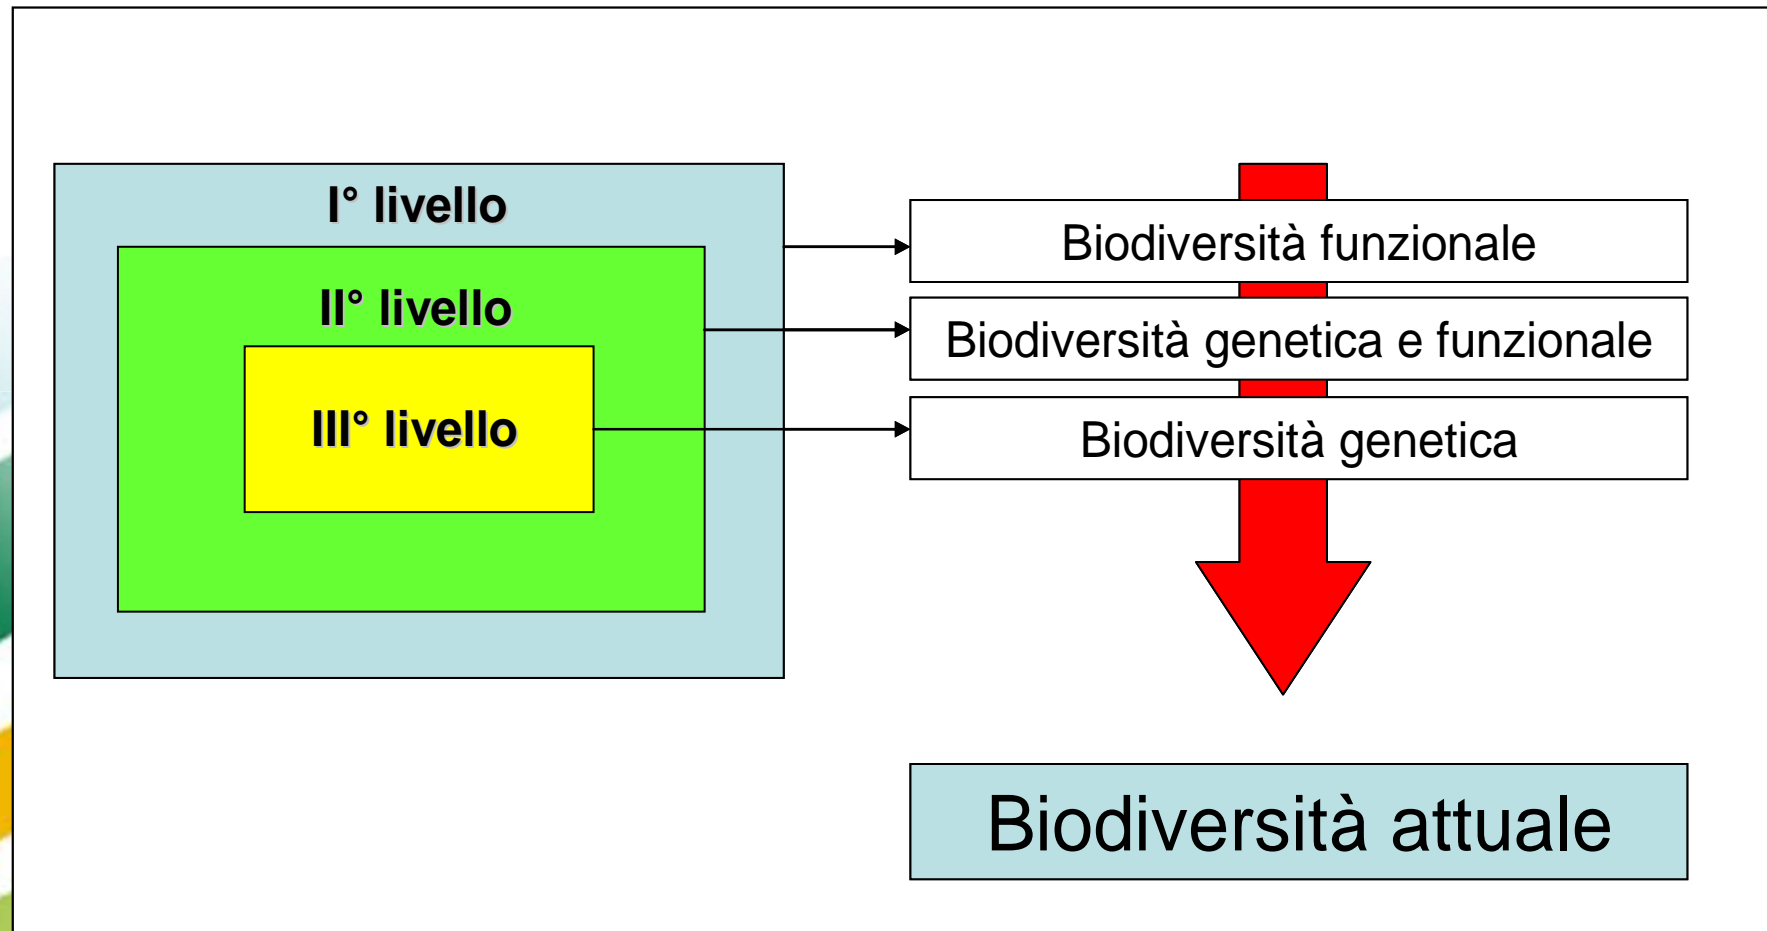 I° livello
II° livello
III° livello
Biodiversità funzionale
Biodiversità genetica e funzionale
Biodiversità genetica
Biodiversità attuale